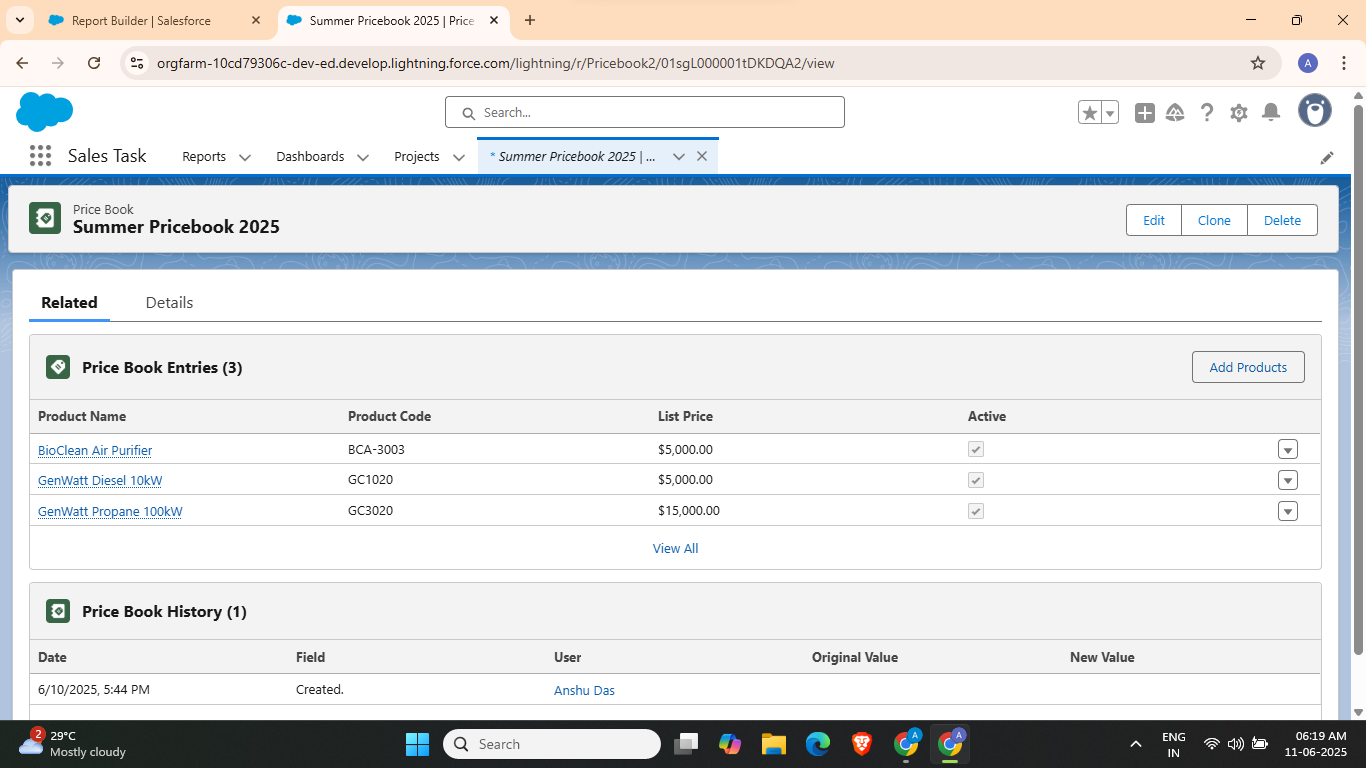 Report Builder | Salesforce
Summer Pricebook 2025 | Price
orgfarm-10cd79306c-dev-ed.develop.lightning.force.com/lightning/r/Pricebook2/01sgL000001tDKDQA2/view
A
Search...
Sales Task
Reports
Dashboards
Projects
* Summer Pricebook 2025 | ...
Price Book
Summer Pricebook 2025
Edit
Clone
Delete
Related
Details
Price Book Entries (3)
Add Products
Product Name Product Code List Price Active
BioClean Air Purifier BCA-3003 $5,000.00
GenWatt Diesel 10kW GC1020 $5,000.00
GenWatt Propane 100kW GC3020 $15,000.00
View All
Price Book History (1)
Date Field User Original Value New Value
6/10/2025, 5:44 PM Created. Anshu Das
2
29°C
Mostly cloudy
Search
A
A
ENG
IN
06:19 AM
11-06-2025